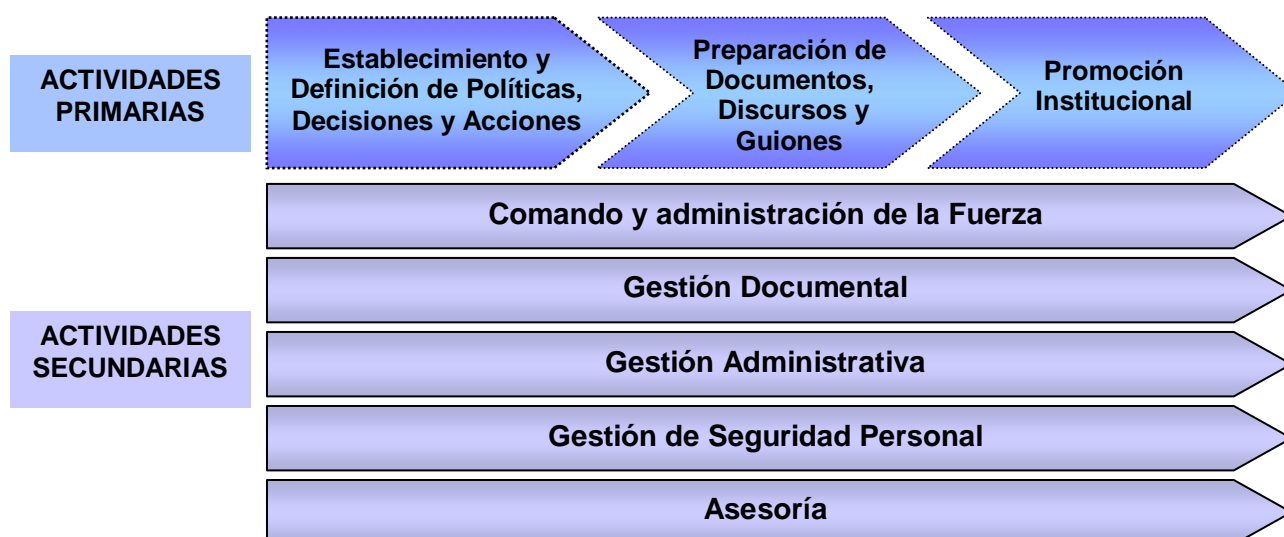 ACTIVIDADES
PRIMARIAS
Establecimiento y
Definición de Políticas,
Decisiones y Acciones
Preparación de
Documentos,
Discursos y
Guiones
Promoción
Institucional
Comando y administración de la Fuerza
Gestión Documental
ACTIVIDADES
SECUNDARIAS
Gestión Administrativa
Gestión de Seguridad Personal
Asesoría